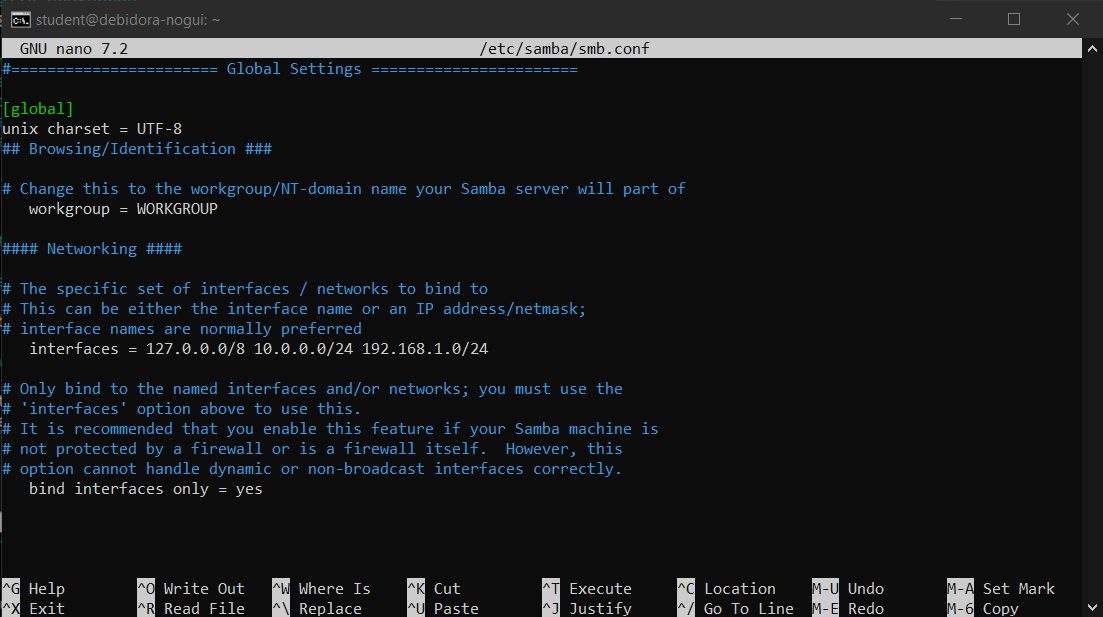 student@debidora-nogui: ~
GNU nano 7.2 /etc/samba/smb.conf
#======================= Global Settings =======================
[global]
unix charset = UTF-8
## Browsing/Identification ###
# Change this to the workgroup/NT-domain name your Samba server will part of
workgroup = WORKGROUP
#### Networking ####
# The specific set of interfaces / networks to bind to
# This can be either the interface name or an IP address/netmask;
# interface names are normally preferred
interfaces = 127.0.0.0/8 10.0.0.0/24 192.168.1.0/24
# Only bind to the named interfaces and/or networks; you must use the
# 'interfaces' option above to use this.
# It is recommended that you enable this feature if your Samba machine is
# not protected by a firewall or is a firewall itself.  However, this
# option cannot handle dynamic or non-broadcast interfaces correctly.
bind interfaces only = yes
^G Help ^O Write Out ^W Where Is ^K Cut ^T Execute ^C Location M-U Undo M-A Set Mark
^X Exit ^R Read File ^\ Replace ^U Paste ^J Justify ^/ Go To Line M-E Redo M-6 Copy